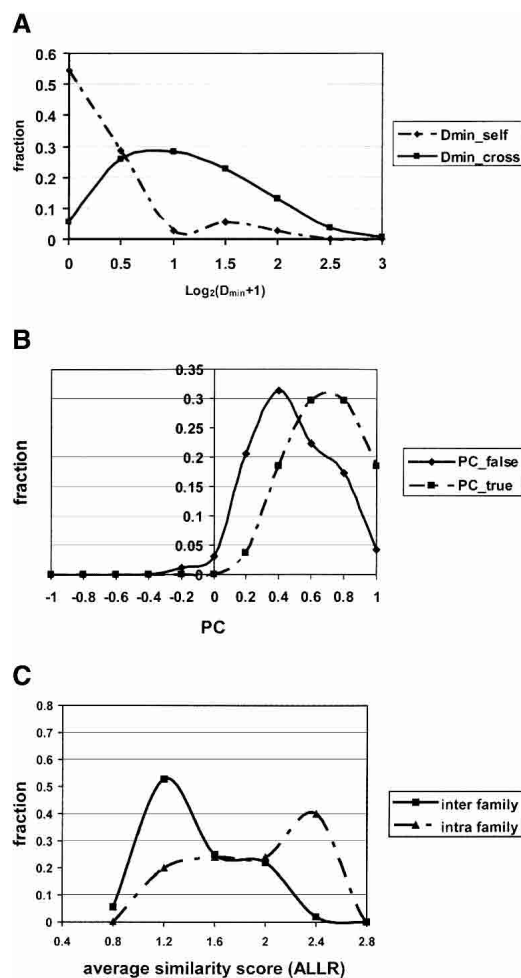 A
0.6
0.5
0.4
0.3
0.2
0.1
0
fraction
0 0.5 1 1.5 2 2.5 3
Log2(Dmin+1)
Dmin_self
Dmin_cross
B
0.35
0.3
0.25
0.2
0.15
0.1
0.05
0
fraction
-1 -0.8 -0.6 -0.4 -0.2 0 0.2 0.4 0.6 0.8 1
PC
PC_false
PC_true
C
0.8
0.7
0.6
0.5
0.4
0.3
0.2
0.1
0
fraction
0.4 0.8 1.2 1.6 2 2.4 2.8
average similarity score (ALLR)
inter family
intra family